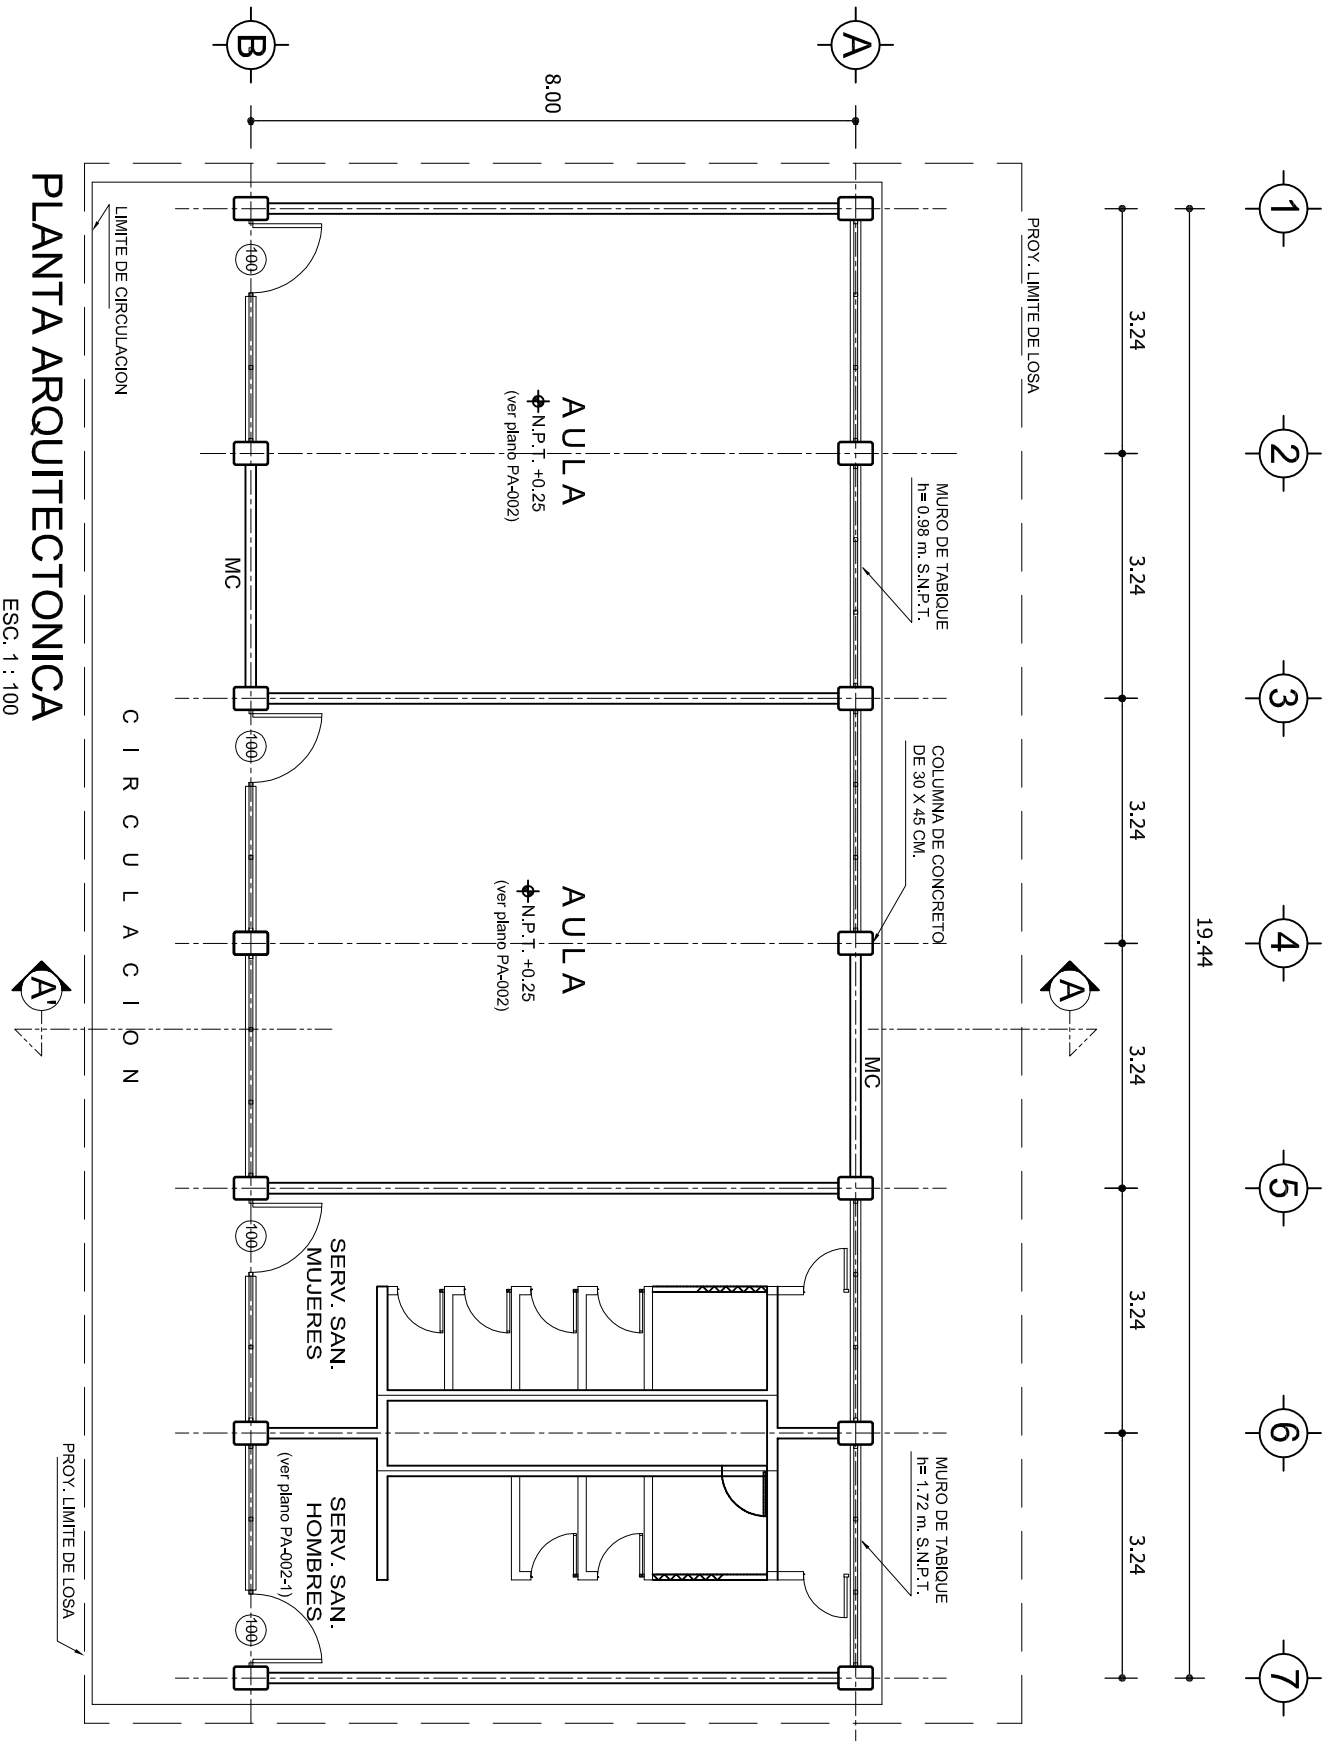 1
2
3
4
5
6
7
19.44
3.24
3.24
3.24
3.24
3.24
3.24
A
B
8.00
PROY. LIMITE DE LOSA
MURO DE TABIQUE
h= 0.98 m. S.N.P.T.
COLUMNA DE CONCRETO
DE 30 X 45 CM.
A
MC
MURO DE TABIQUE
h= 1.72 m. S.N.P.T.
AULA
N.P.T. +0.25
(ver plano PA-002)
AULA
N.P.T. +0.25
(ver plano PA-002)
SERV. SAN.
MUJERES
SERV. SAN.
HOMBRES
(ver plano PA-002-1)
100
100
100
100
MC
CIRCULACION
LIMITE DE CIRCULACION
A'
PROY. LIMITE DE LOSA
PLANTA ARQUITECTONICA
ESC. 1 : 100